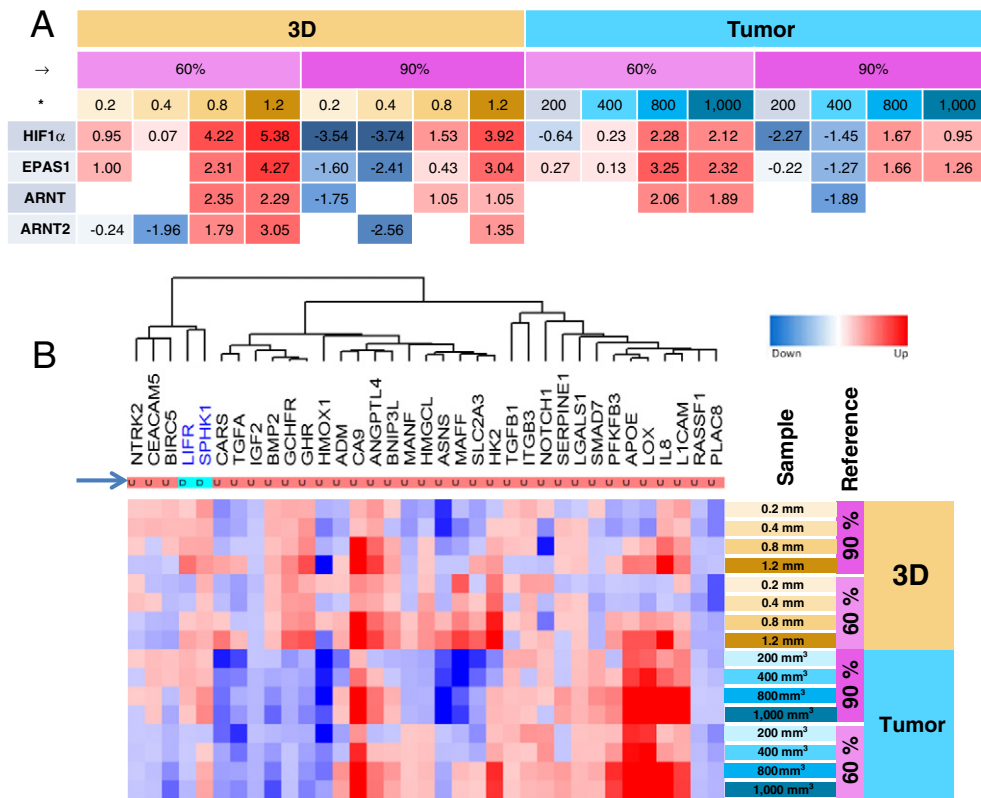 A
3D Tumor
→ 60% 90% 60% 90%
* 0.2 0.4 0.8 1.2 0.2 0.4 0.8 1.2 200 400 800 1,000 200 400 800 1,000
HIF1α 0.95 0.07 4.22 5.38 -3.54 -3.74 1.53 3.92 -0.64 0.23 2.28 2.12 -2.27 -1.45 1.67 0.95
EPAS1 1.00 2.31 4.27 -1.60 -2.41 0.43 3.04 0.27 0.13 3.25 2.32 -0.22 -1.27 1.66 1.26
ARNT 2.35 2.29 -1.75 1.05 1.05 2.06 1.89 -1.89
ARNT2 -0.24 -1.96 1.79 3.05 -2.56 1.35
B
Down Up
NTRK2
CEACAM5
BIRC5
LIFR
SPHK1
CARS
TGFA
IGF2
BMP2
GCHFR
GHR
HMOX1
ADM
CA9
ANGPTL4
BNIP3L
MANF
HMGCL
ASNS
MAFF
SLC2A3
HK2
TGFB1
ITGB3
NOTCH1
SERPINE1
LGALS1
SMAD7
PFKFB3
APOE
LOX
IL8
L1CAM
RASSF1
PLAC8
Sample
Reference
U U U D D U U U U U U U U U U U U U U U U U U U U U U U U U U U U U U
0.2 mm
0.4 mm
0.8 mm
1.2 mm
90 %
0.2 mm
0.4 mm
0.8 mm
1.2 mm
60 %
3D
200 mm³
400 mm³
800mm³
1,000 mm³
90 %
200 mm³
400 mm³
800mm³
1,000 mm³
60 %
Tumor